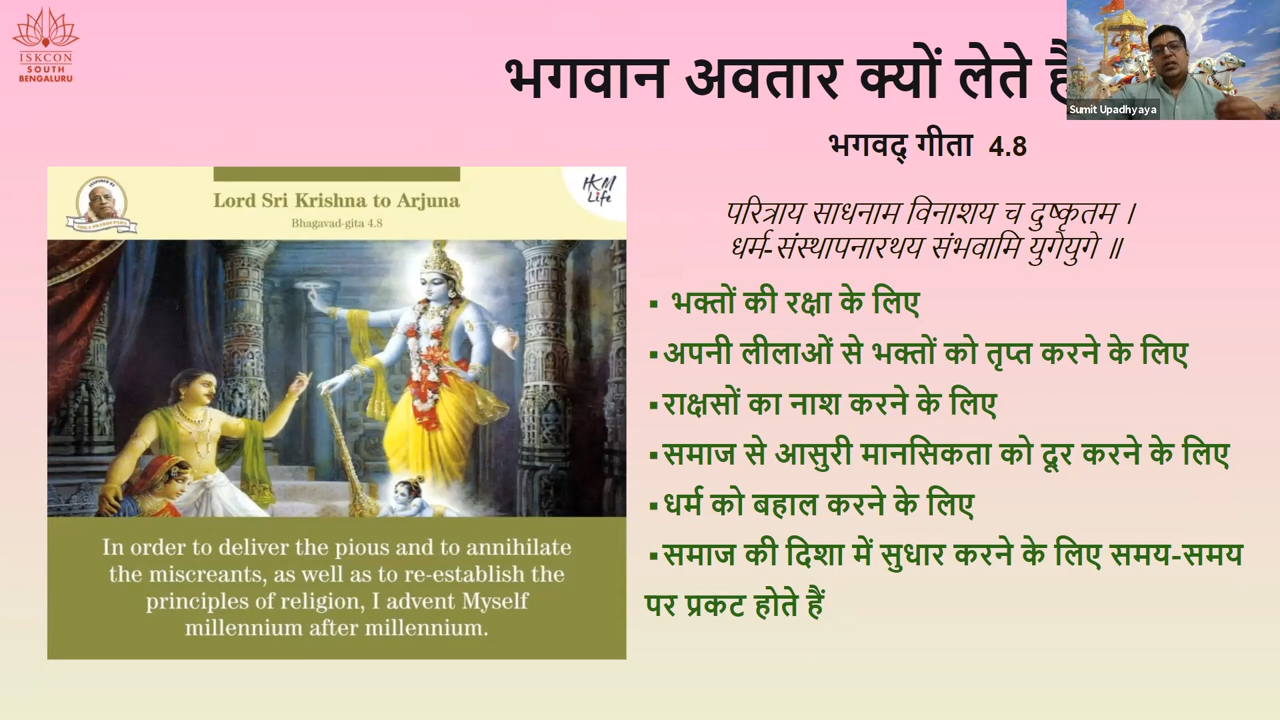 ISKCON
SOUTH
BENGALURU
भगवान अवतार क्यों लेते हैं
Sumit Upadhyaya
भगवद् गीता 4.8
Lord Sri Krishna to Arjuna
Bhagavad-gita 4.8
HKM
Life
परित्राय साधनाम विनाशय च दुष्कृतम ।
धर्म-संस्थापनारथय संभवामि युगेयुगे ॥
▪ भक्तों की रक्षा के लिए
▪अपनी लीलाओं से भक्तों को तृप्त करने के लिए
▪राक्षसों का नाश करने के लिए
▪समाज से आसुरी मानसिकता को दूर करने के लिए
▪धर्म को बहाल करने के लिए
▪समाज की दिशा में सुधार करने के लिए समय-समय
पर प्रकट होते हैं
In order to deliver the pious and to annihilate
the miscreants, as well as to re-establish the
principles of religion, I advent Myself
millennium after millennium.